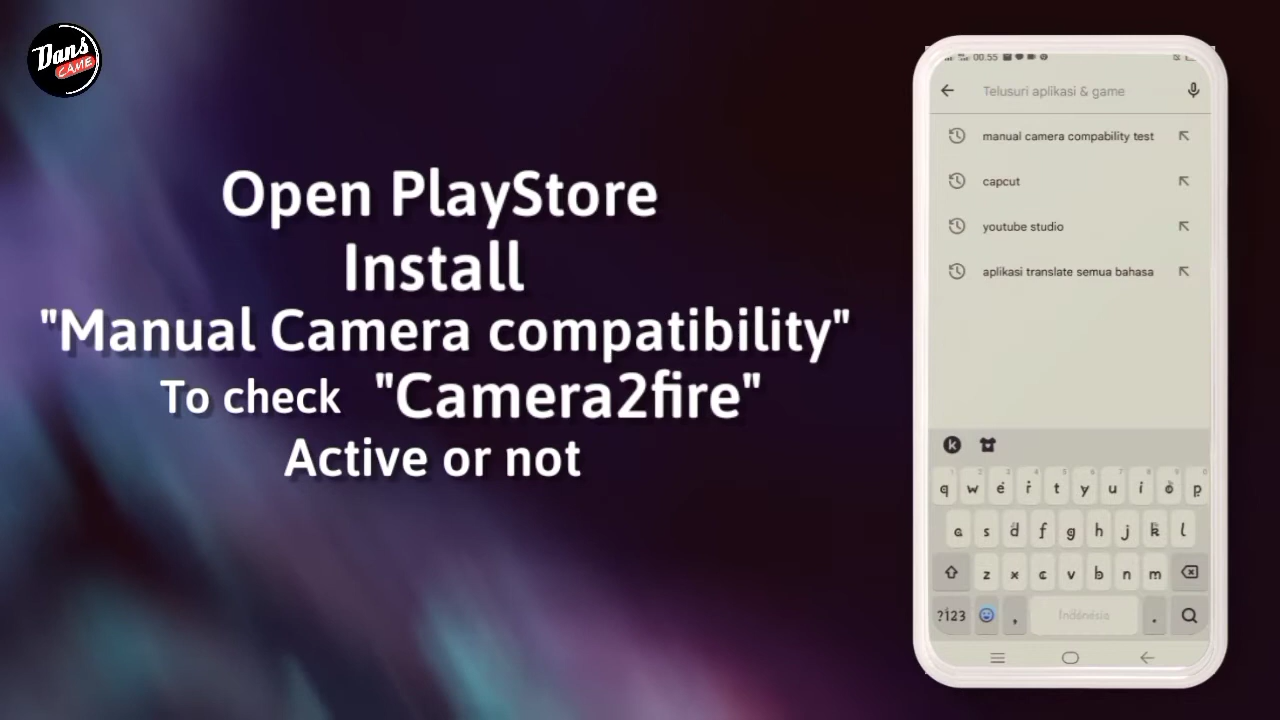 Dans
CAME
Open PlayStore
Install
"Manual Camera compatibility"
To check "Camera2fire"
Active or not
00.55
Telusuri aplikasi & game
manual camera compability test
capcut
youtube studio
aplikasi translate semua bahasa
q w e r t y u i o p
a s d f g h j k l
z x c v b n m
?123 , Indonesia .